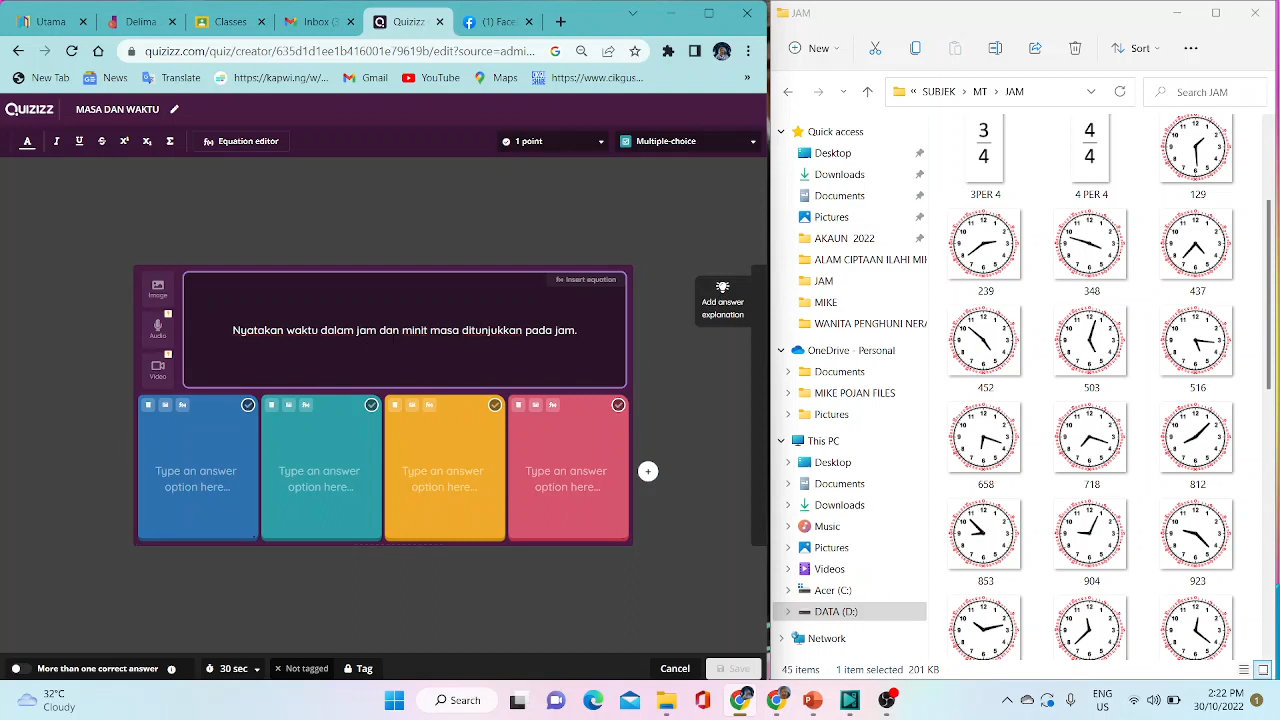 Utama
Delima
Class
Inbo
Quizizz
(1) Fac
JAM
quizizz.com/quiz/creator/635d1d1ee1b416001e79619b/edit?source=admi...
New
Sort
New Tab
News
Translate
https://kapwi.ng/w/...
Gmail
YouTube
Maps
https://www.cikgus...
»
SUBJEK
MT
JAM
Search JAM
QUIZIZZ
MASA DAN WAKTU
A
U
S
Equation editor
1 point
Multiple-choice
Quick access
Desktop
Downloads
Documents
Pictures
AKAUN 2022
ALAM CIPTAAN ILAHI MIK
JAM
MIKE
WANITA PENGHUNI NERA
OneDrive - Personal
Documents
MIKE POJAN FILES
Pictures
This PC
Desktop
Documents
Downloads
Music
Pictures
Videos
Acer (C:)
DATA (D:)
Network
3
4
4
4
3PER 4
4 PER 4
129
239
348
437
452
503
516
658
718
812
853
904
923
Image
Audio
Video
Insert equation
Nyatakan waktu dalam jam dan minit masa ditunjukkan pada jam.
Add answer
explanation
Type an answer
option here...
Type an answer
option here...
Type an answer
option here...
Type an answer
option here...
More than one correct answer
30 sec
Not tagged
Tag
Cancel
Save
45 items
1 item selected 201 KB
32°C
Cloudy
Search
ENG
US
5:22 PM
30/10/2022
1